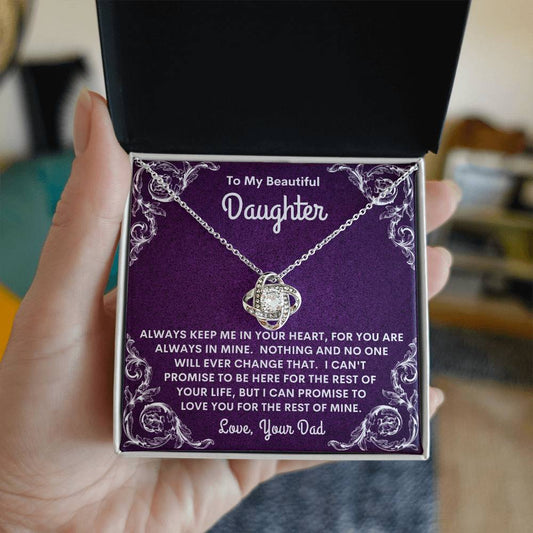 To My Beautiful
Daughter
ALWAYS KEEP ME IN YOUR HEART, FOR YOU ARE
ALWAYS IN MINE. NOTHING AND NO ONE
WILL EVER CHANGE THAT. I CAN'T
PROMISE TO BE HERE FOR THE REST OF
YOUR LIFE, BUT I CAN PROMISE TO
LOVE YOU FOR THE REST OF MINE.
Love, Your Dad